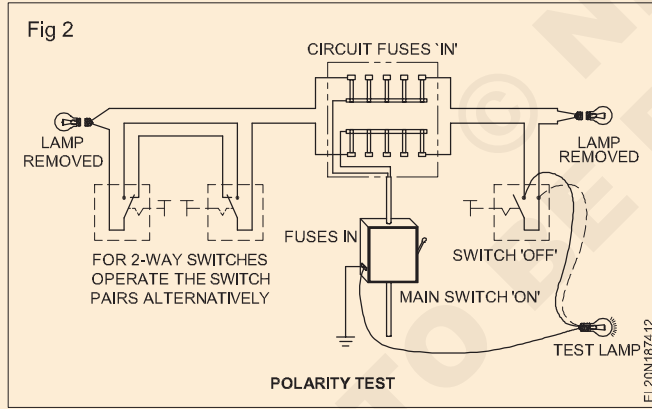 Fig 2
CIRCUIT FUSES `IN'
LAMP
REMOVED
LAMP
REMOVED
FOR 2-WAY SWITCHES
OPERATE THE SWITCH
PAIRS ALTERNATIVELY
FUSES IN
SWITCH 'OFF'
MAIN SWITCH 'ON'
TEST LAMP
POLARITY TEST
EL20N187412